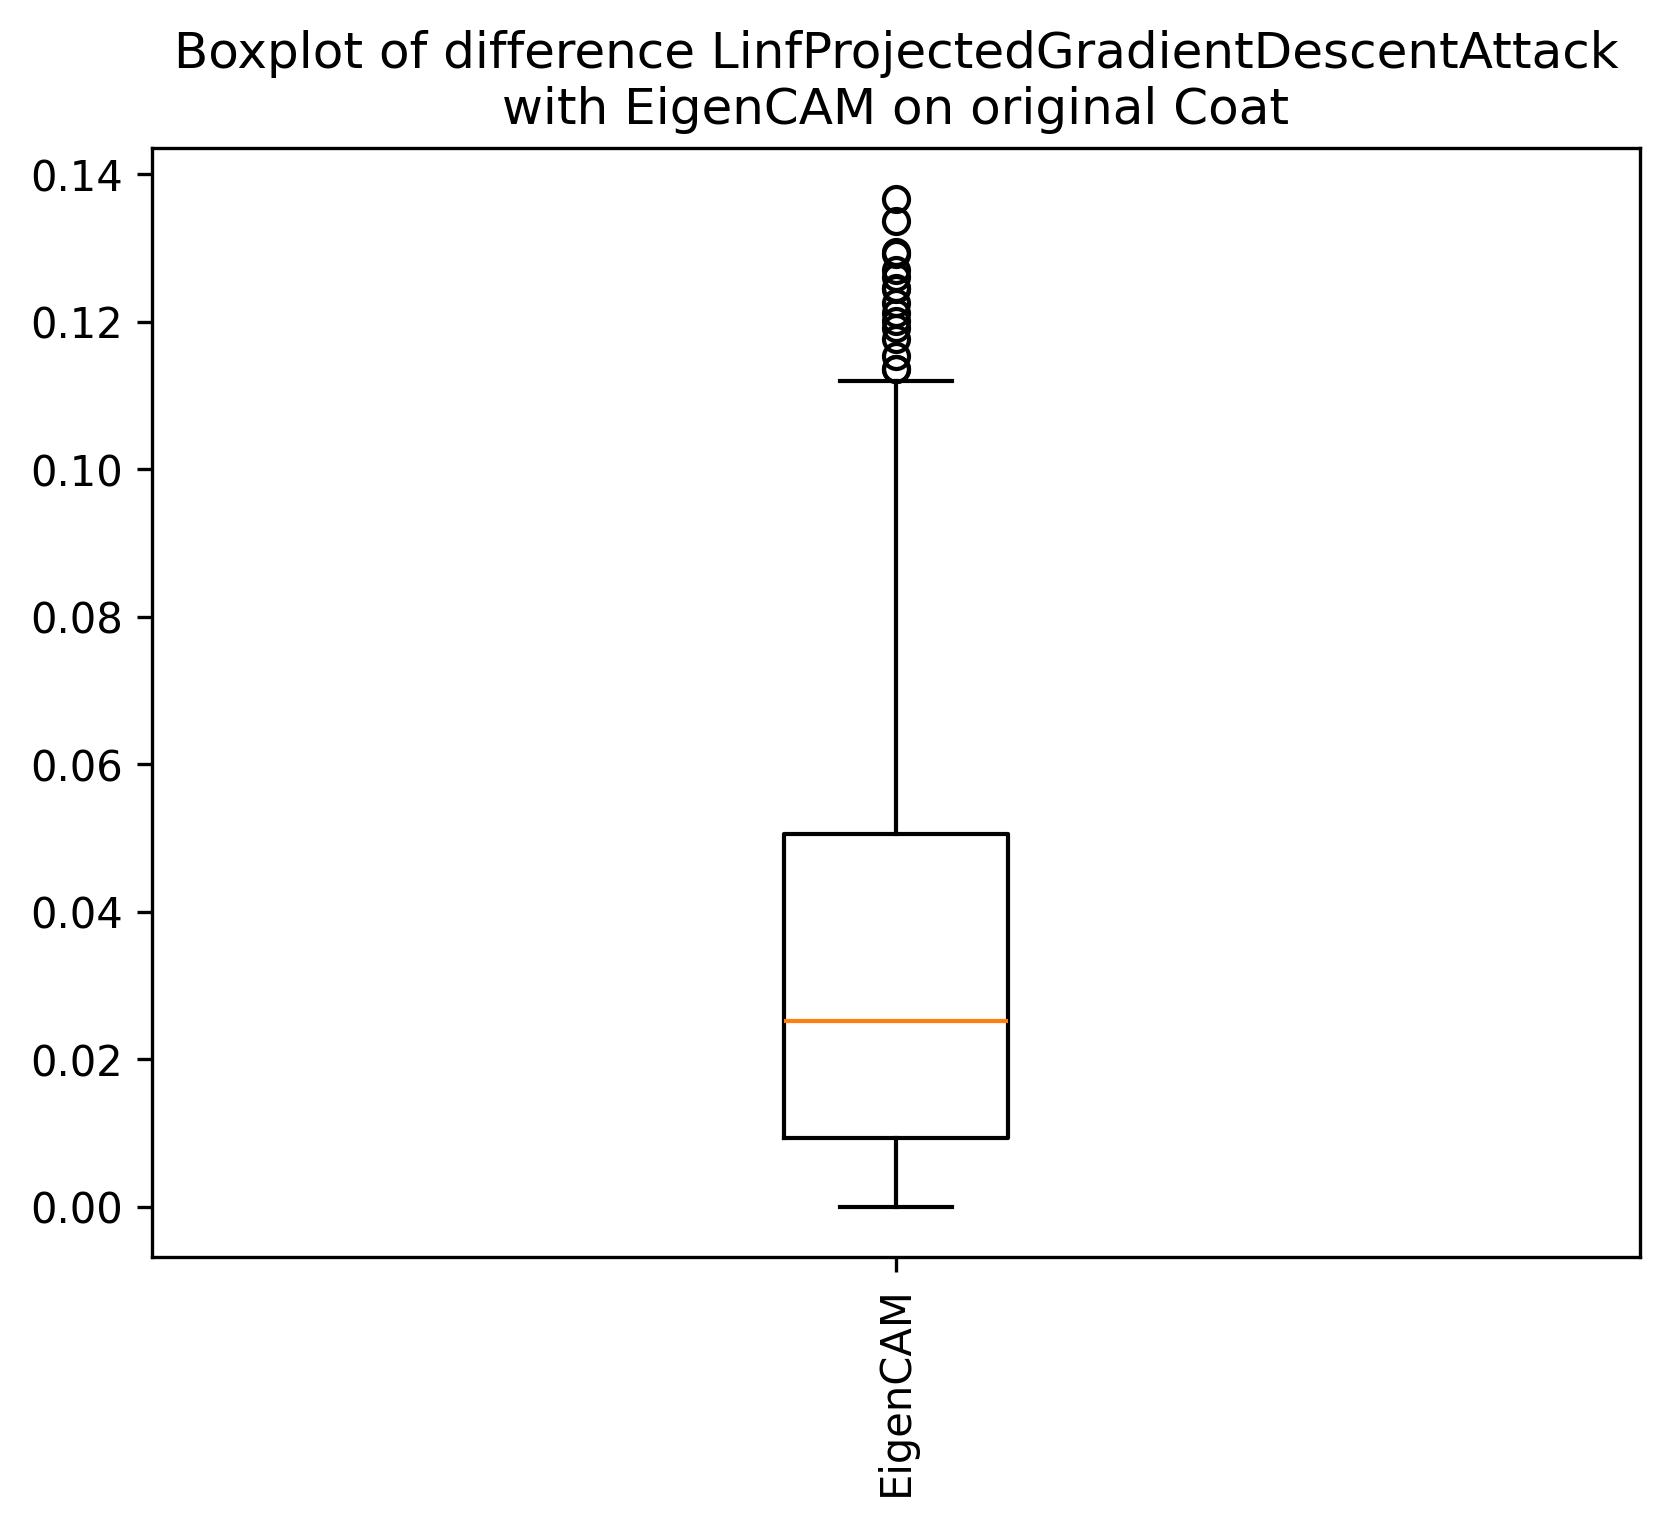 Boxplot of difference LinfProjectedGradientDescentAttack
with EigenCAM on original Coat
0.14
0.12
0.10
0.08
0.06
0.04
0.02
0.00
EigenCAM